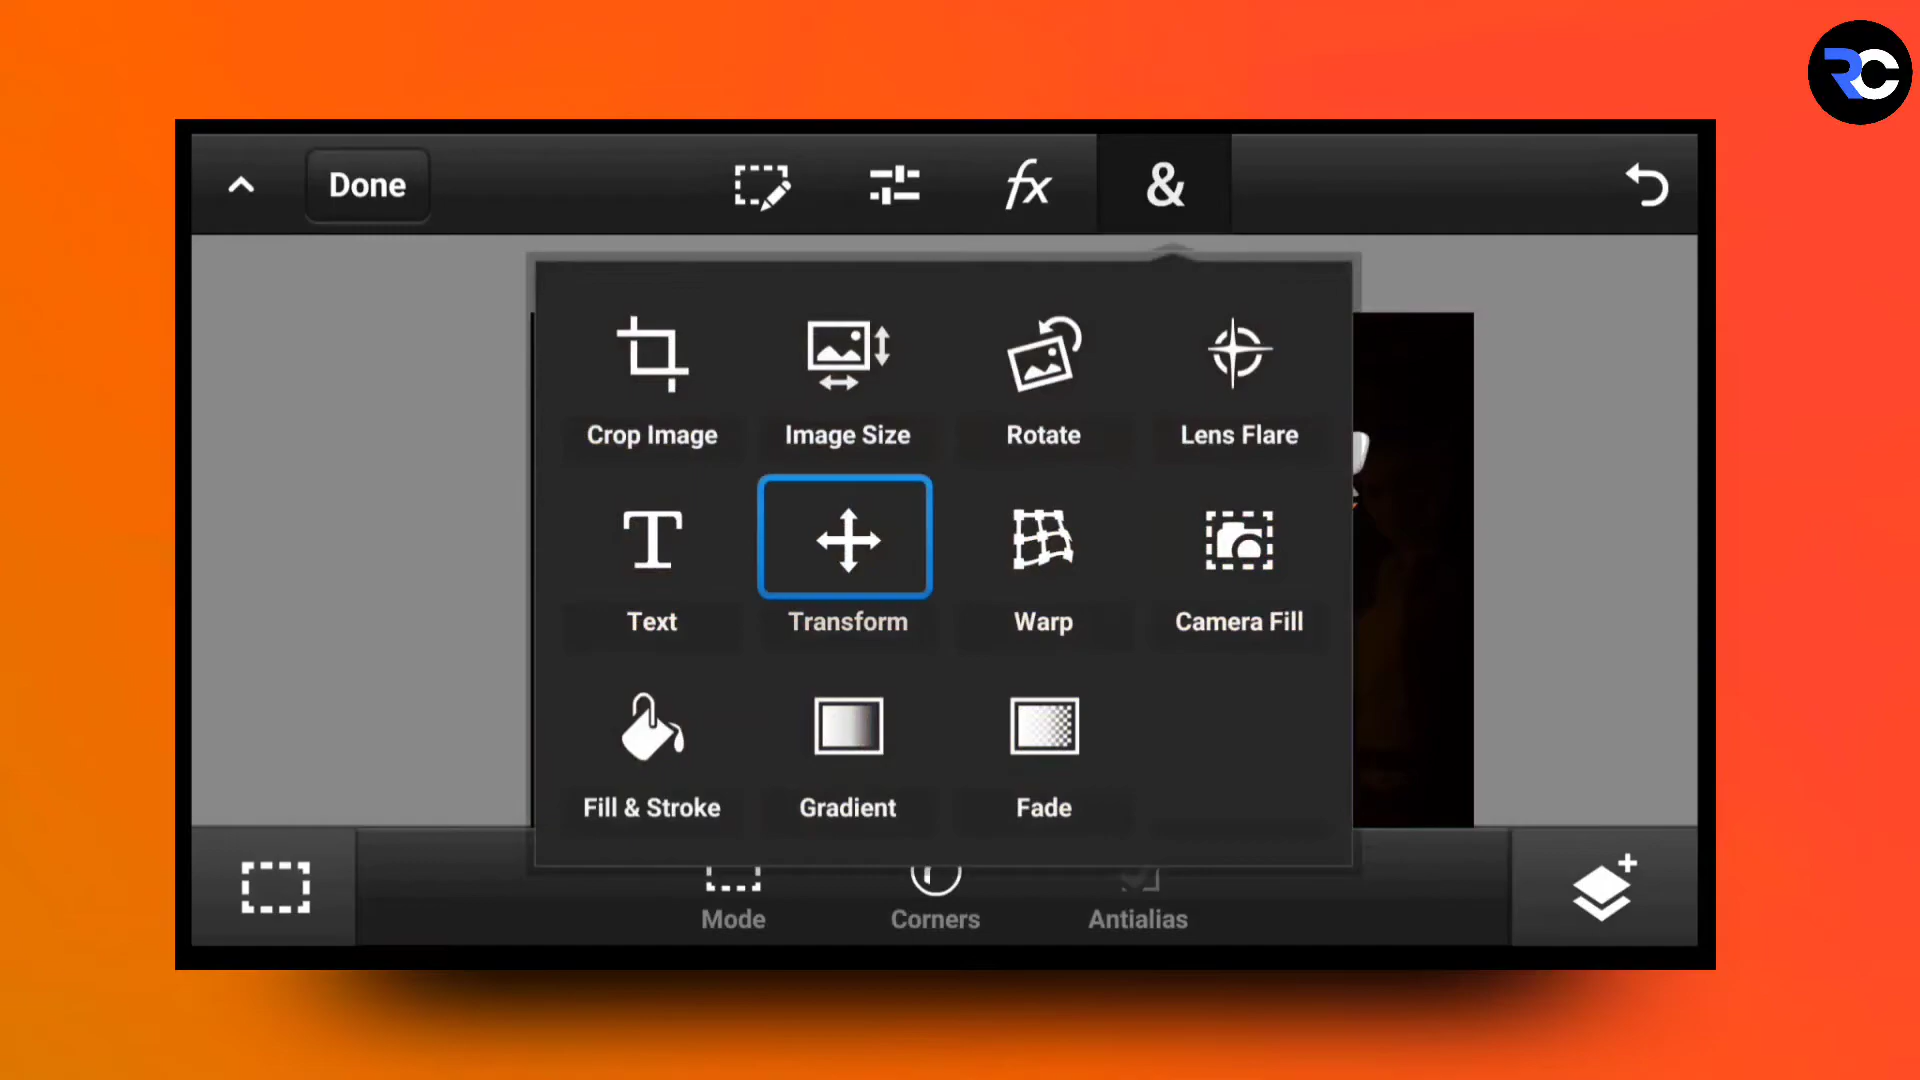 RC
Done
fx
&
Crop Image
Image Size
Rotate
Lens Flare
T
Text
Transform
Warp
Camera Fill
Fill & Stroke
Gradient
Fade
Mode
Corners
Antialias